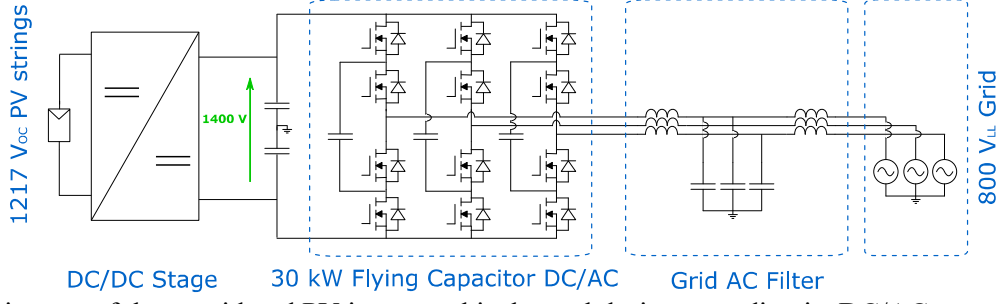 1217 VOC PV strings
1400 V
800 VLL Grid
DC/DC Stage
30 kW Flying Capacitor DC/AC
Grid AC Filter